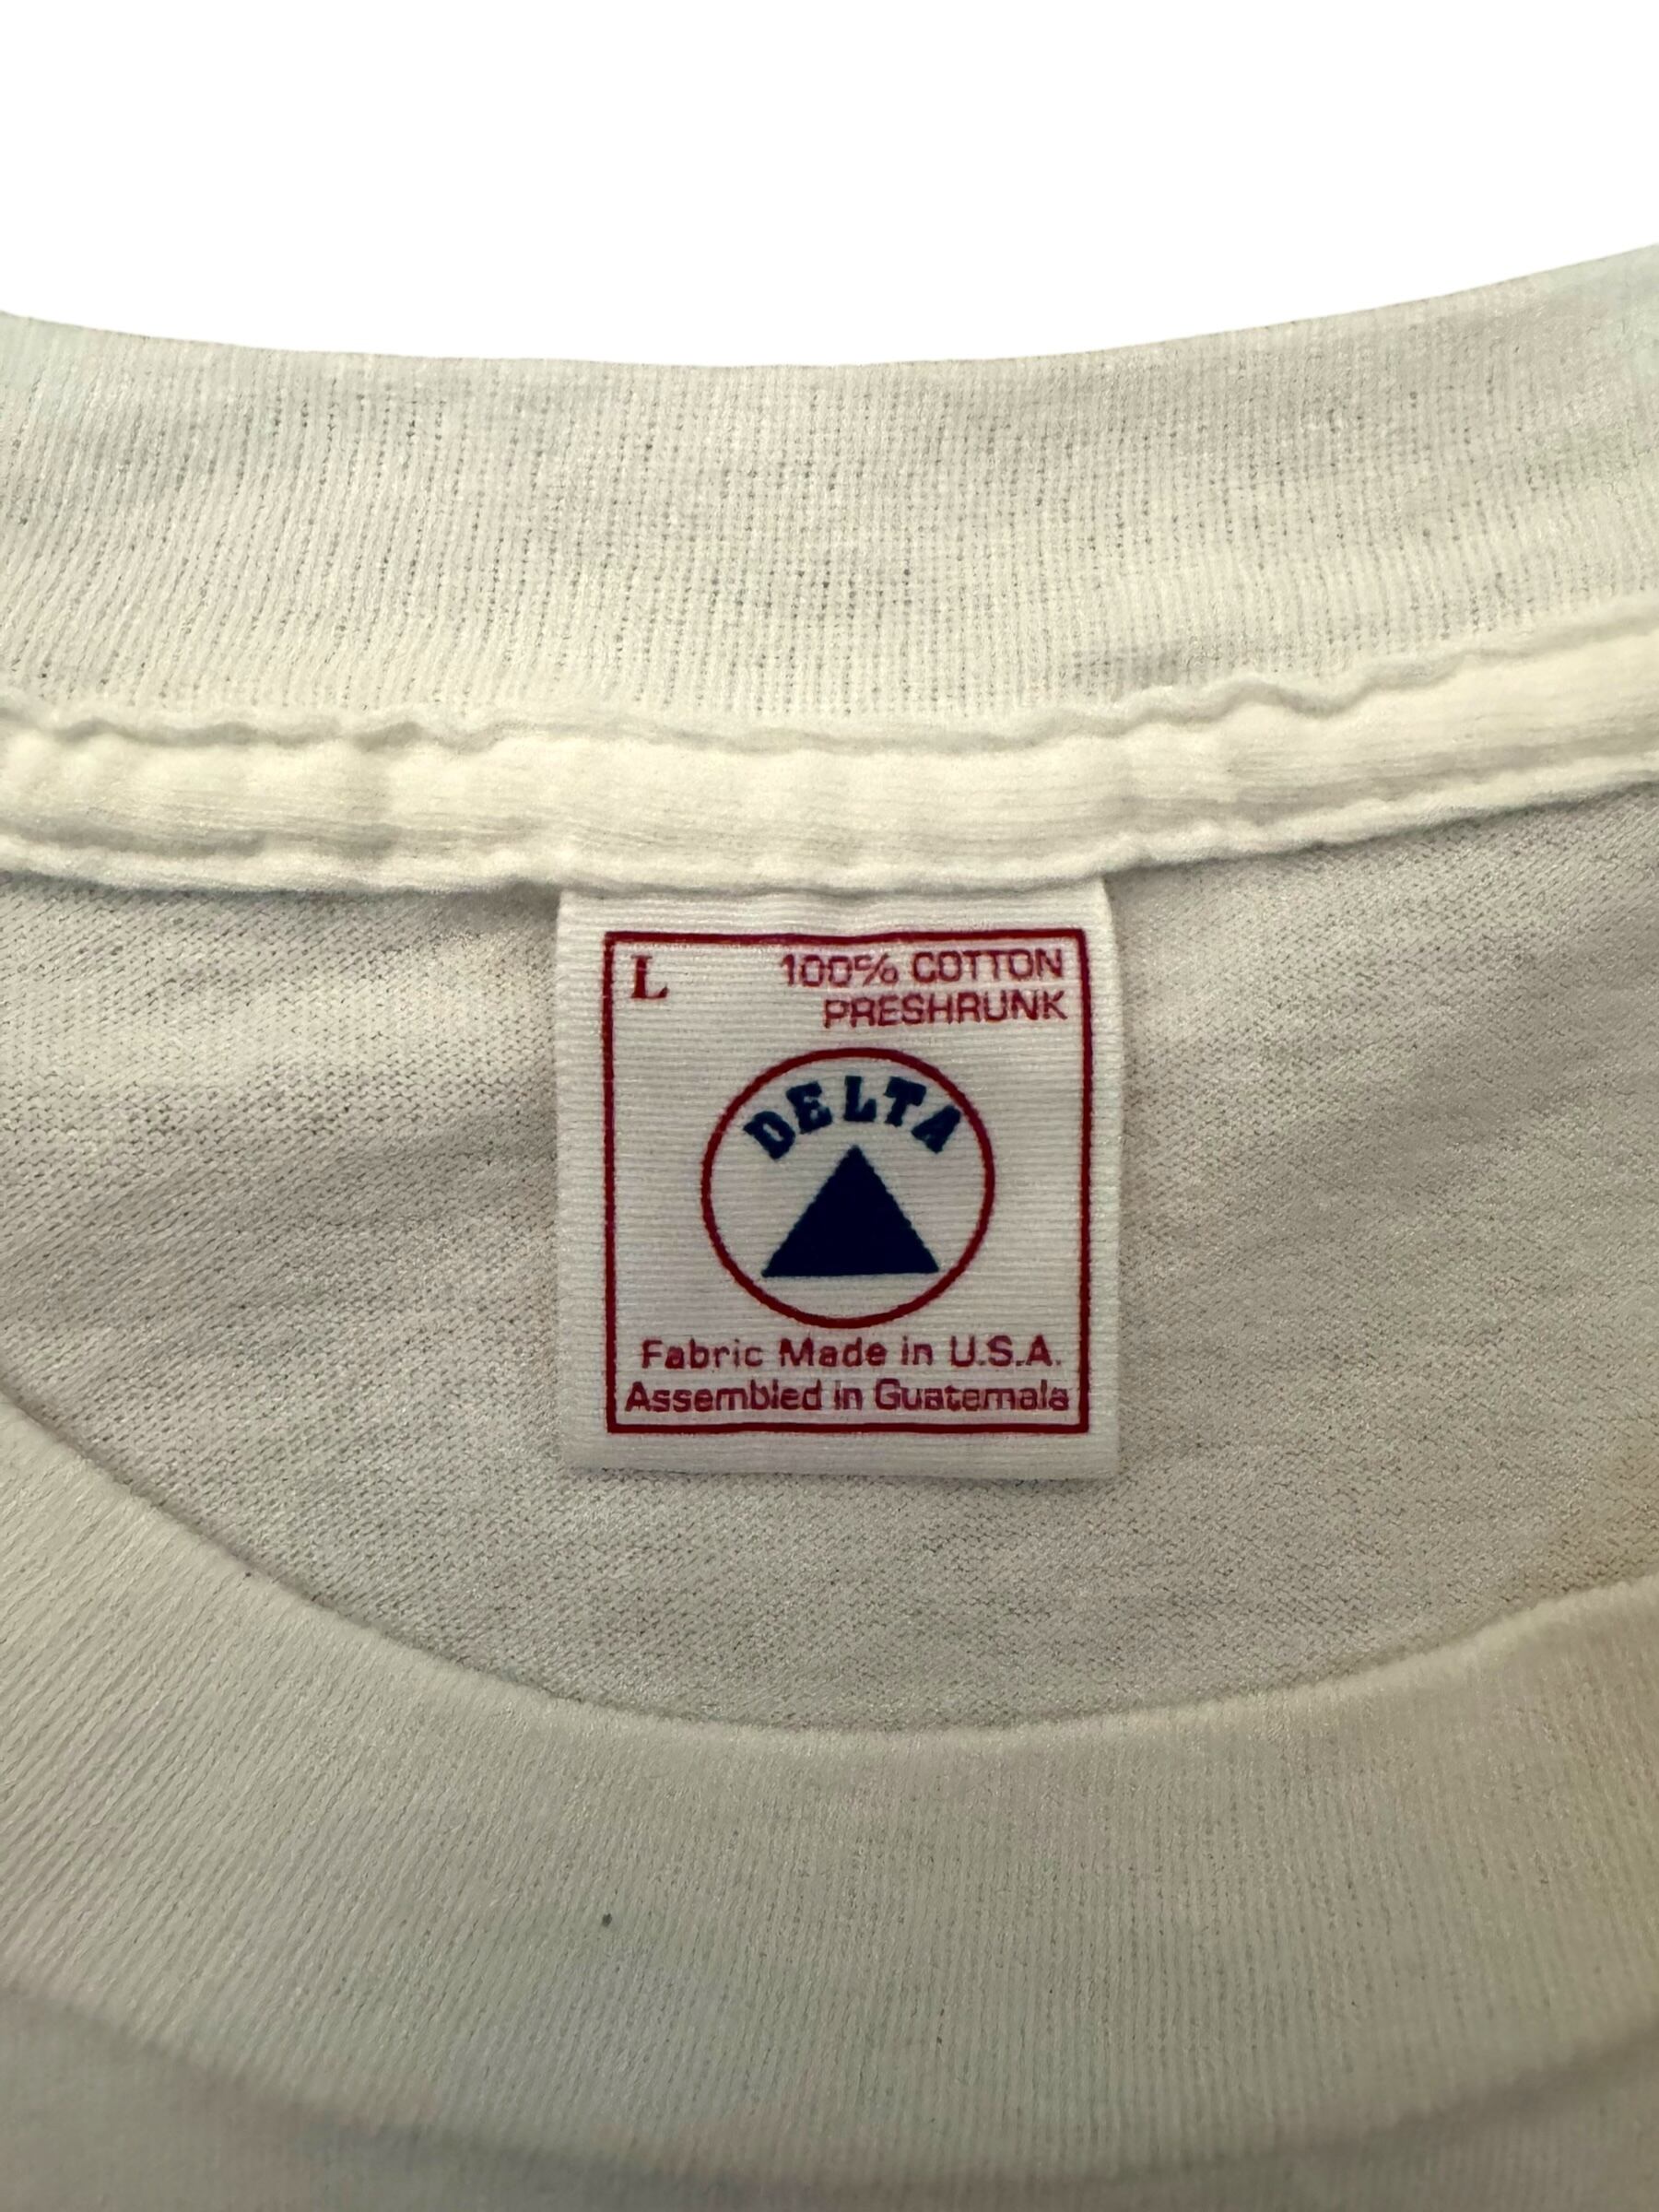 L
100% COTTON
PRESHRUNK
DELTA
Fabric Made in U.S.A.
Assembled in Guatemala